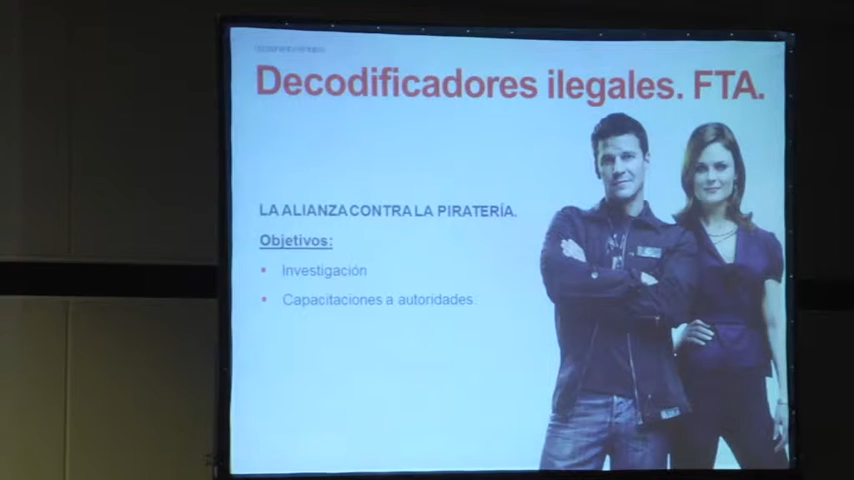 Decodificadores ilegales. FTA.
LA ALIANZA CONTRA LA PIRATERÍA.
Objetivos:
Investigación
Capacitaciones a autoridades.